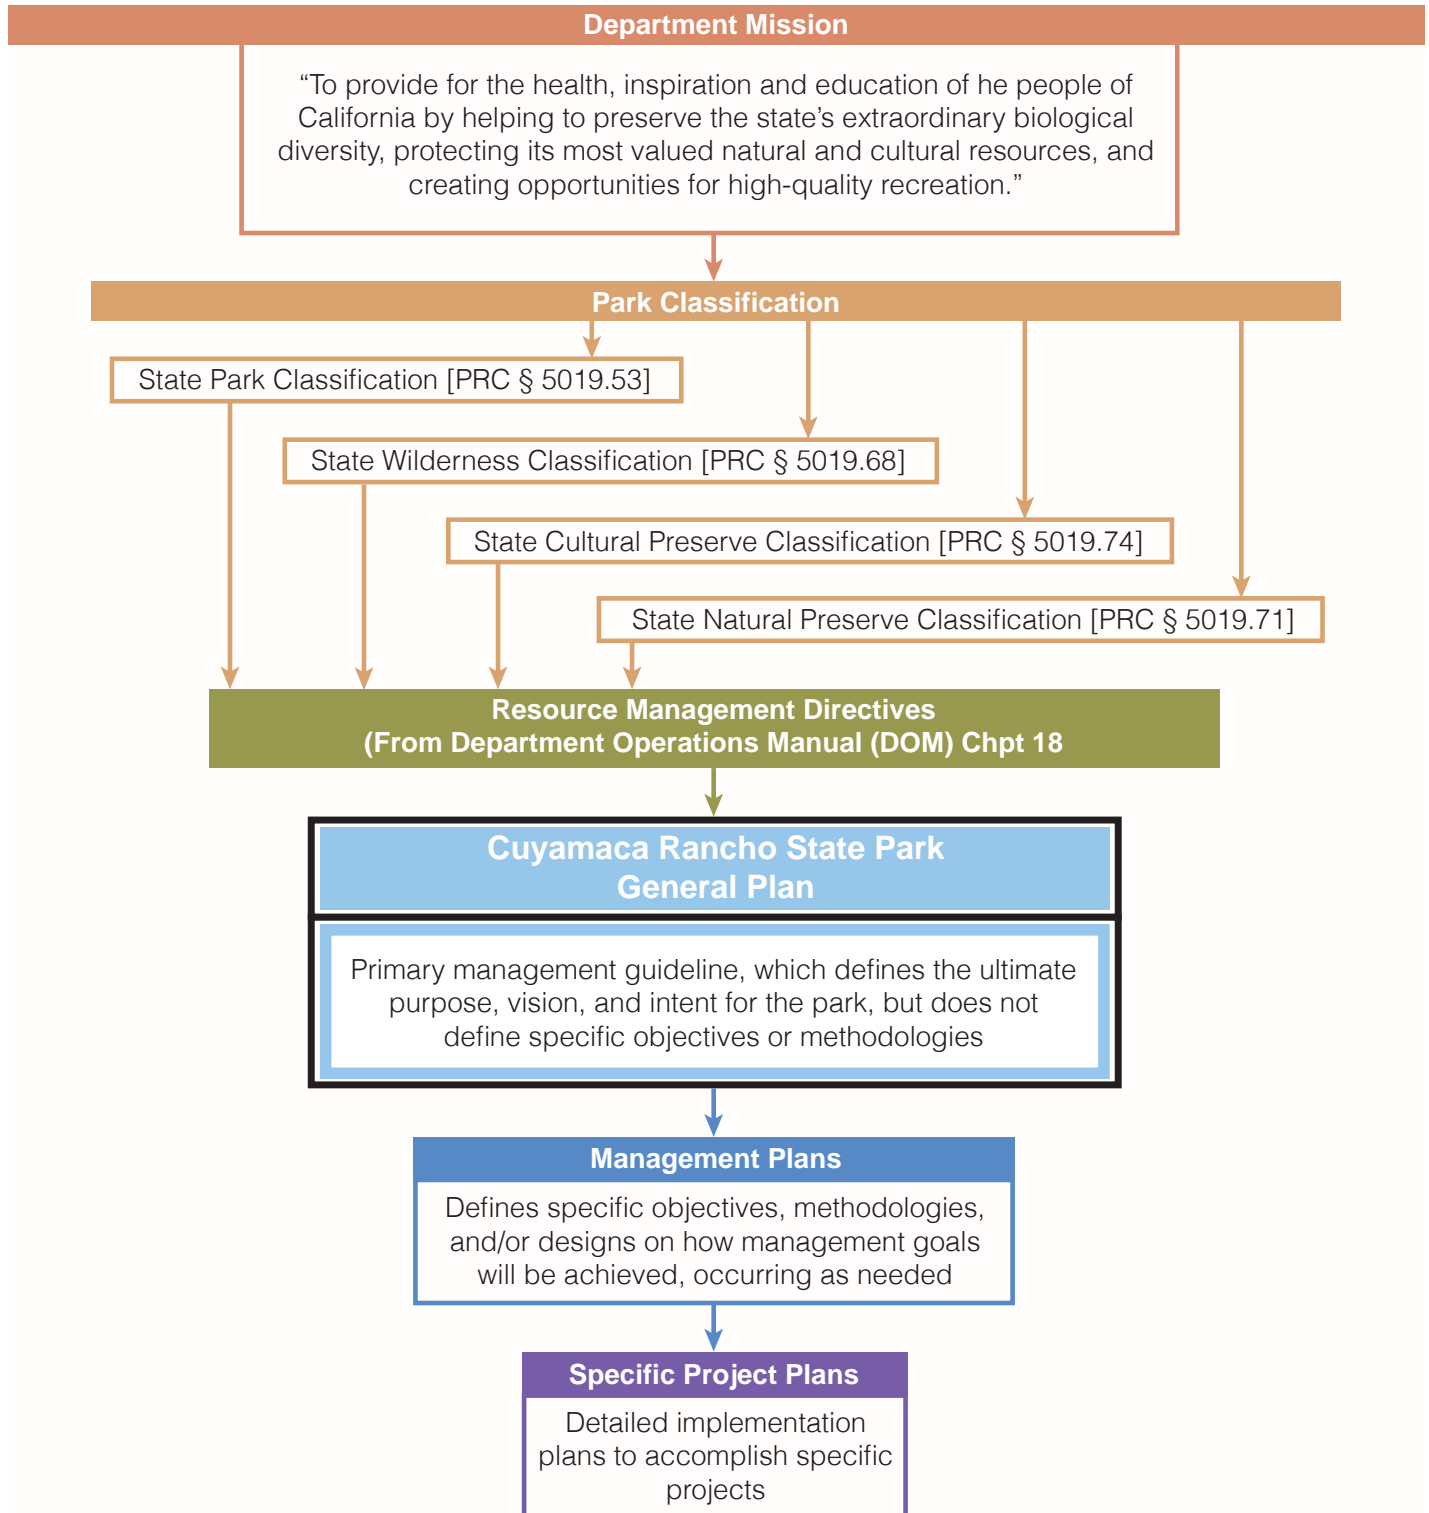 Department Mission
“To provide for the health, inspiration and education of he people of
California by helping to preserve the state’s extraordinary biological
diversity, protecting its most valued natural and cultural resources, and
creating opportunities for high-quality recreation.”
Park Classification
State Park Classification [PRC § 5019.53]
State Wilderness Classification [PRC § 5019.68]
State Cultural Preserve Classification [PRC § 5019.74]
State Natural Preserve Classification [PRC § 5019.71]
Resource Management Directives
(From Department Operations Manual (DOM) Chpt 18
Cuyamaca Rancho State Park
General Plan
Primary management guideline, which defines the ultimate
purpose, vision, and intent for the park, but does not
define specific objectives or methodologies
Management Plans
Defines specific objectives, methodologies,
and/or designs on how management goals
will be achieved, occurring as needed
Specific Project Plans
Detailed implementation
plans to accomplish specific
projects